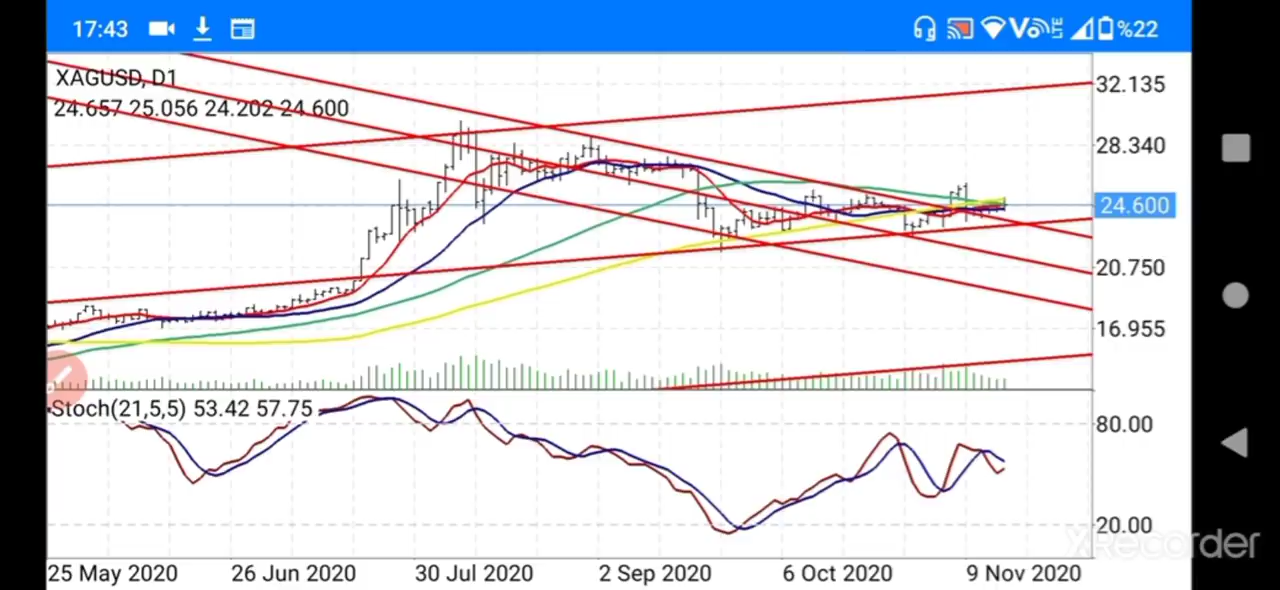 17:43 VoLTE %22
XAGUSD, D1
24.657 25.056 24.202 24.600
32.135
28.340
24.600
20.750
16.955
Stoch(21,5,5) 53.42 57.75
80.00
20.00
XRecorder
25 May 2020 26 Jun 2020 30 Jul 2020 2 Sep 2020 6 Oct 2020 9 Nov 2020